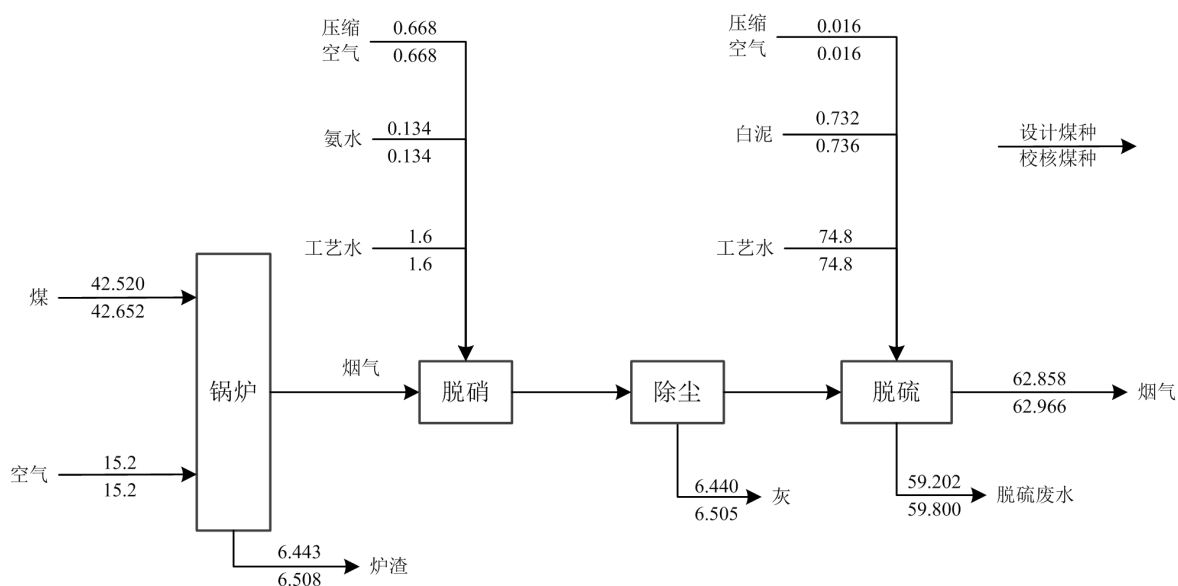 压缩
空气
0.668
0.668
压缩
空气
0.016
0.016
氨水
0.134
0.134
白泥
0.732
0.736
设计煤种
校核煤种
工艺水
1.6
1.6
工艺水
74.8
74.8
煤
42.520
42.652
锅炉
烟气
脱硝
除尘
脱硫
62.858
62.966
烟气
空气
15.2
15.2
6.440
6.505
灰
59.202
59.800
脱硫废水
6.443
6.508
炉渣